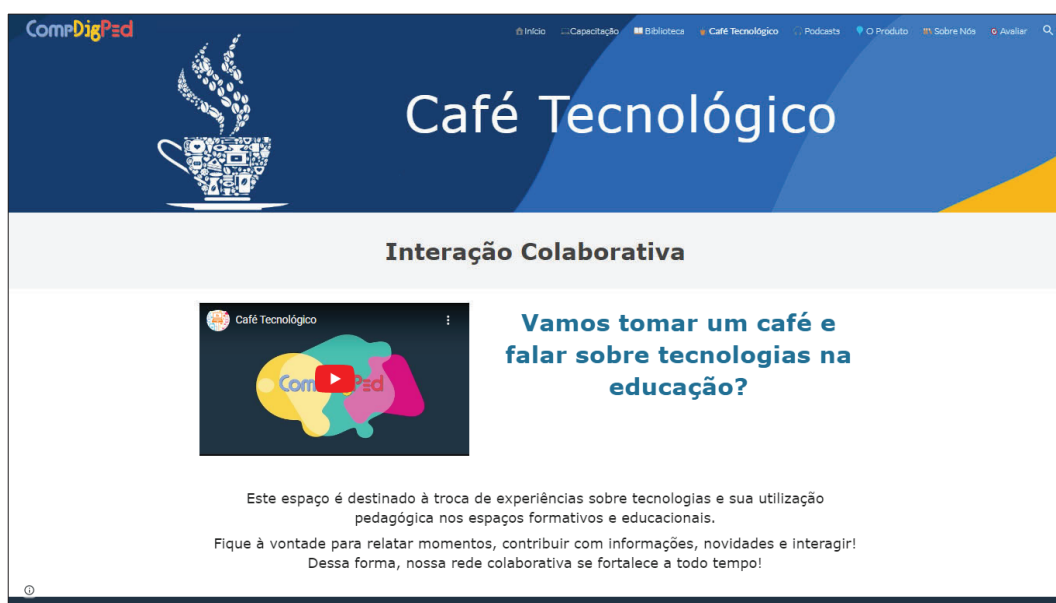 CompDigPed
Início Capacitação Biblioteca Café Tecnológico Podcasts O Produto Sobre Nós Avaliar
Café Tecnológico
Interação Colaborativa
Café Tecnológico
CompDigPed
Vamos tomar um café e
falar sobre tecnologias na
educação?
Este espaço é destinado à troca de experiências sobre tecnologias e sua utilização
pedagógica nos espaços formativos e educacionais.
Fique à vontade para relatar momentos, contribuir com informações, novidades e interagir!
Dessa forma, nossa rede colaborativa se fortalece a todo tempo!